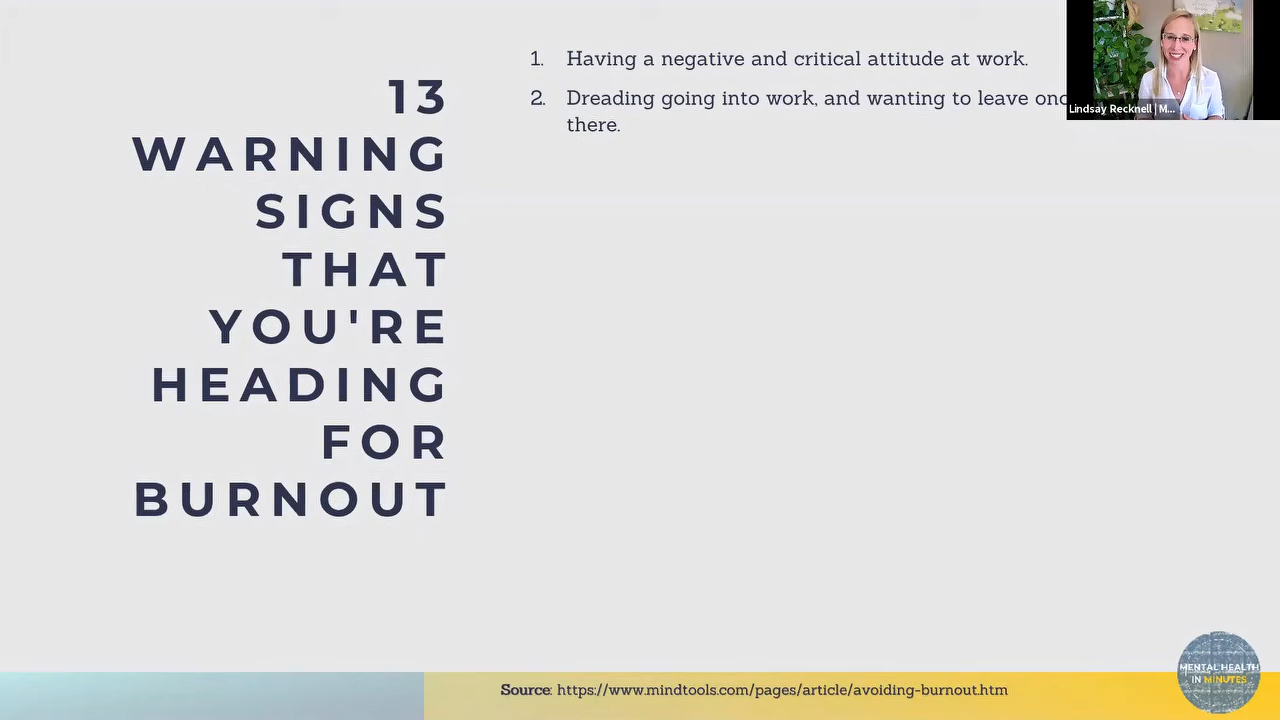 13
WARNING
SIGNS
THAT
YOU'RE
HEADING
FOR
BURNOUT
1. Having a negative and critical attitude at work.
2. Dreading going into work, and wanting to leave
there.
Lindsay Recknell | M...
Source: https://www.mindtools.com/pages/article/avoiding-burnout.htm
MENTAL HEALTH
IN MINUTES